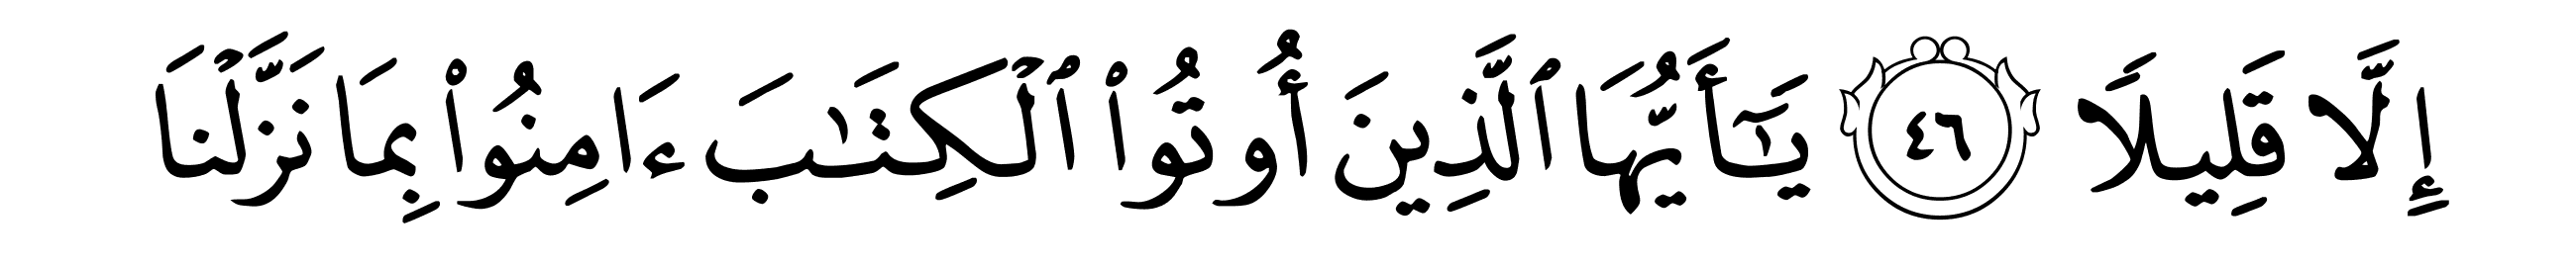 إِلَّا قَلِيلًا ٤٦ يَـٰٓأَيُّهَا ٱلَّذِينَ أُوتُوا۟ ٱلْكِتَـٰبَ ءَامِنُوا۟ بِمَا نَزَّلْنَا